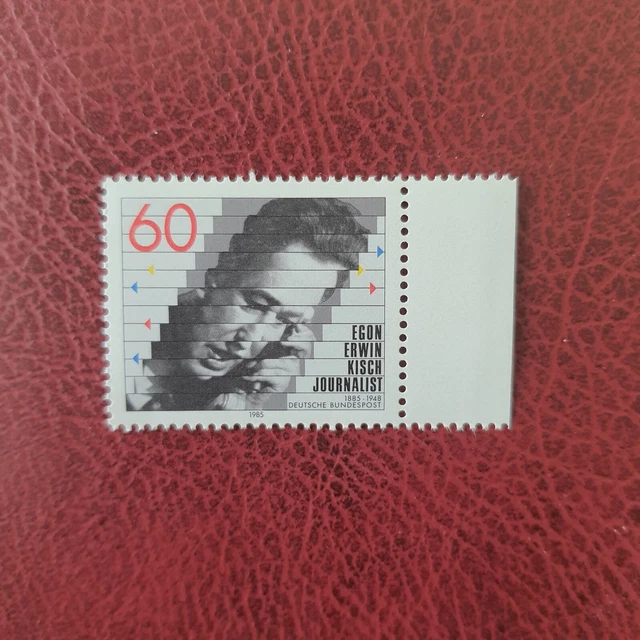 60
EGON
ERWIN
KISCH
JOURNALIST
1885-1948
DEUTSCHE BUNDESPOST
1985